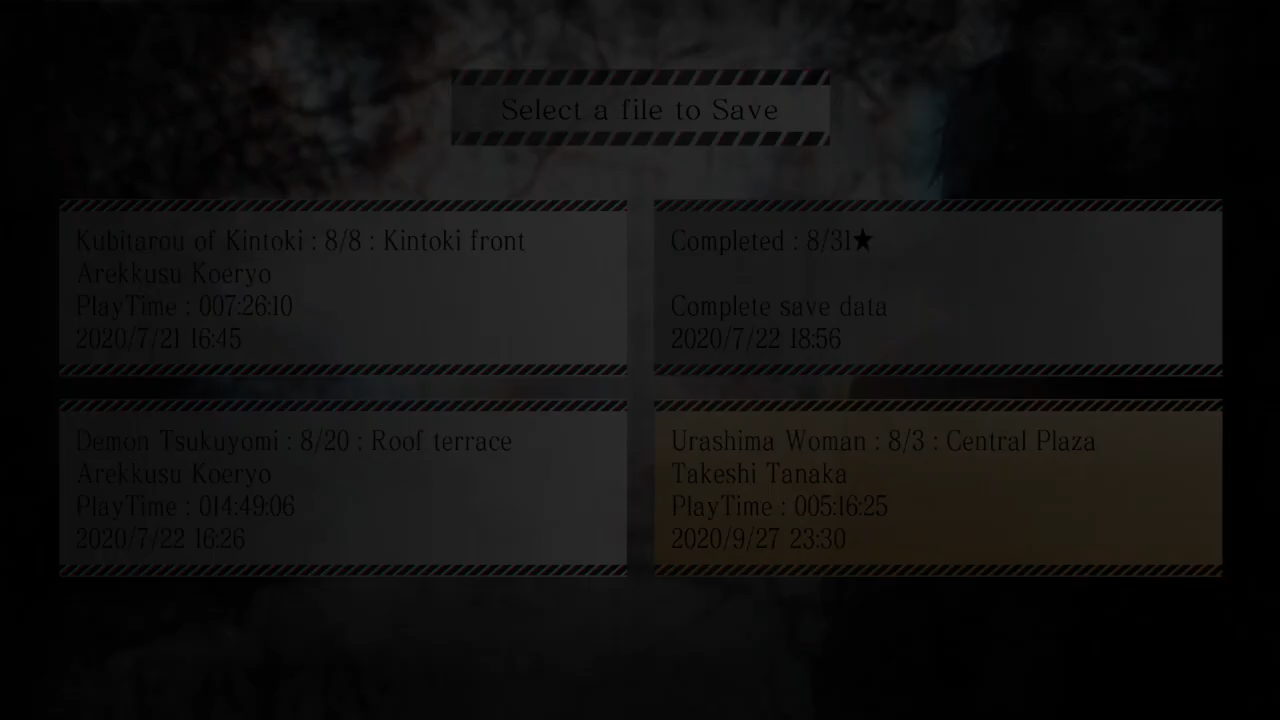 Select a file to Save
Kubitarou of Kintoki : 8/8 : Kintoki front
Arekkusu Koeryo
PlayTime : 007:26:10
2020/7/21 16:45
Completed : 8/31★
Complete save data
2020/7/22 18:56
Demon Tsukuyomi : 8/20 : Roof terrace
Arekkusu Koeryo
PlayTime : 014:49:06
2020/7/22 16:26
Urashima Woman : 8/3 : Central Plaza
Takeshi Tanaka
PlayTime : 005:16:25
2020/9/27 23:30